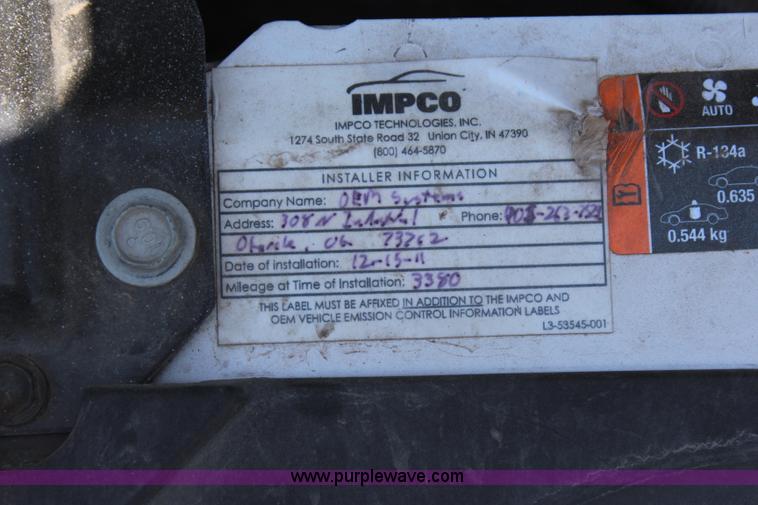 IMPCO
IMPCO TECHNOLOGIES, INC.
1274 South State Road 32 Union City, IN 47390
(800) 464-5870
INSTALLER INFORMATION
Company Name: OEM Systems
Address: 308 N Industrial Phone:
73762
Date of installation: 12-15-11
Mileage at Time of Installation: 3380
THIS LABEL MUST BE AFFIXED IN ADDITION TO THE IMPCO AND
OEM VEHICLE EMISSION CONTROL INFORMATION LABELS
L3-53545-001
AUTO
R-134a
0.635
0.544 kg
www.purplewave.com